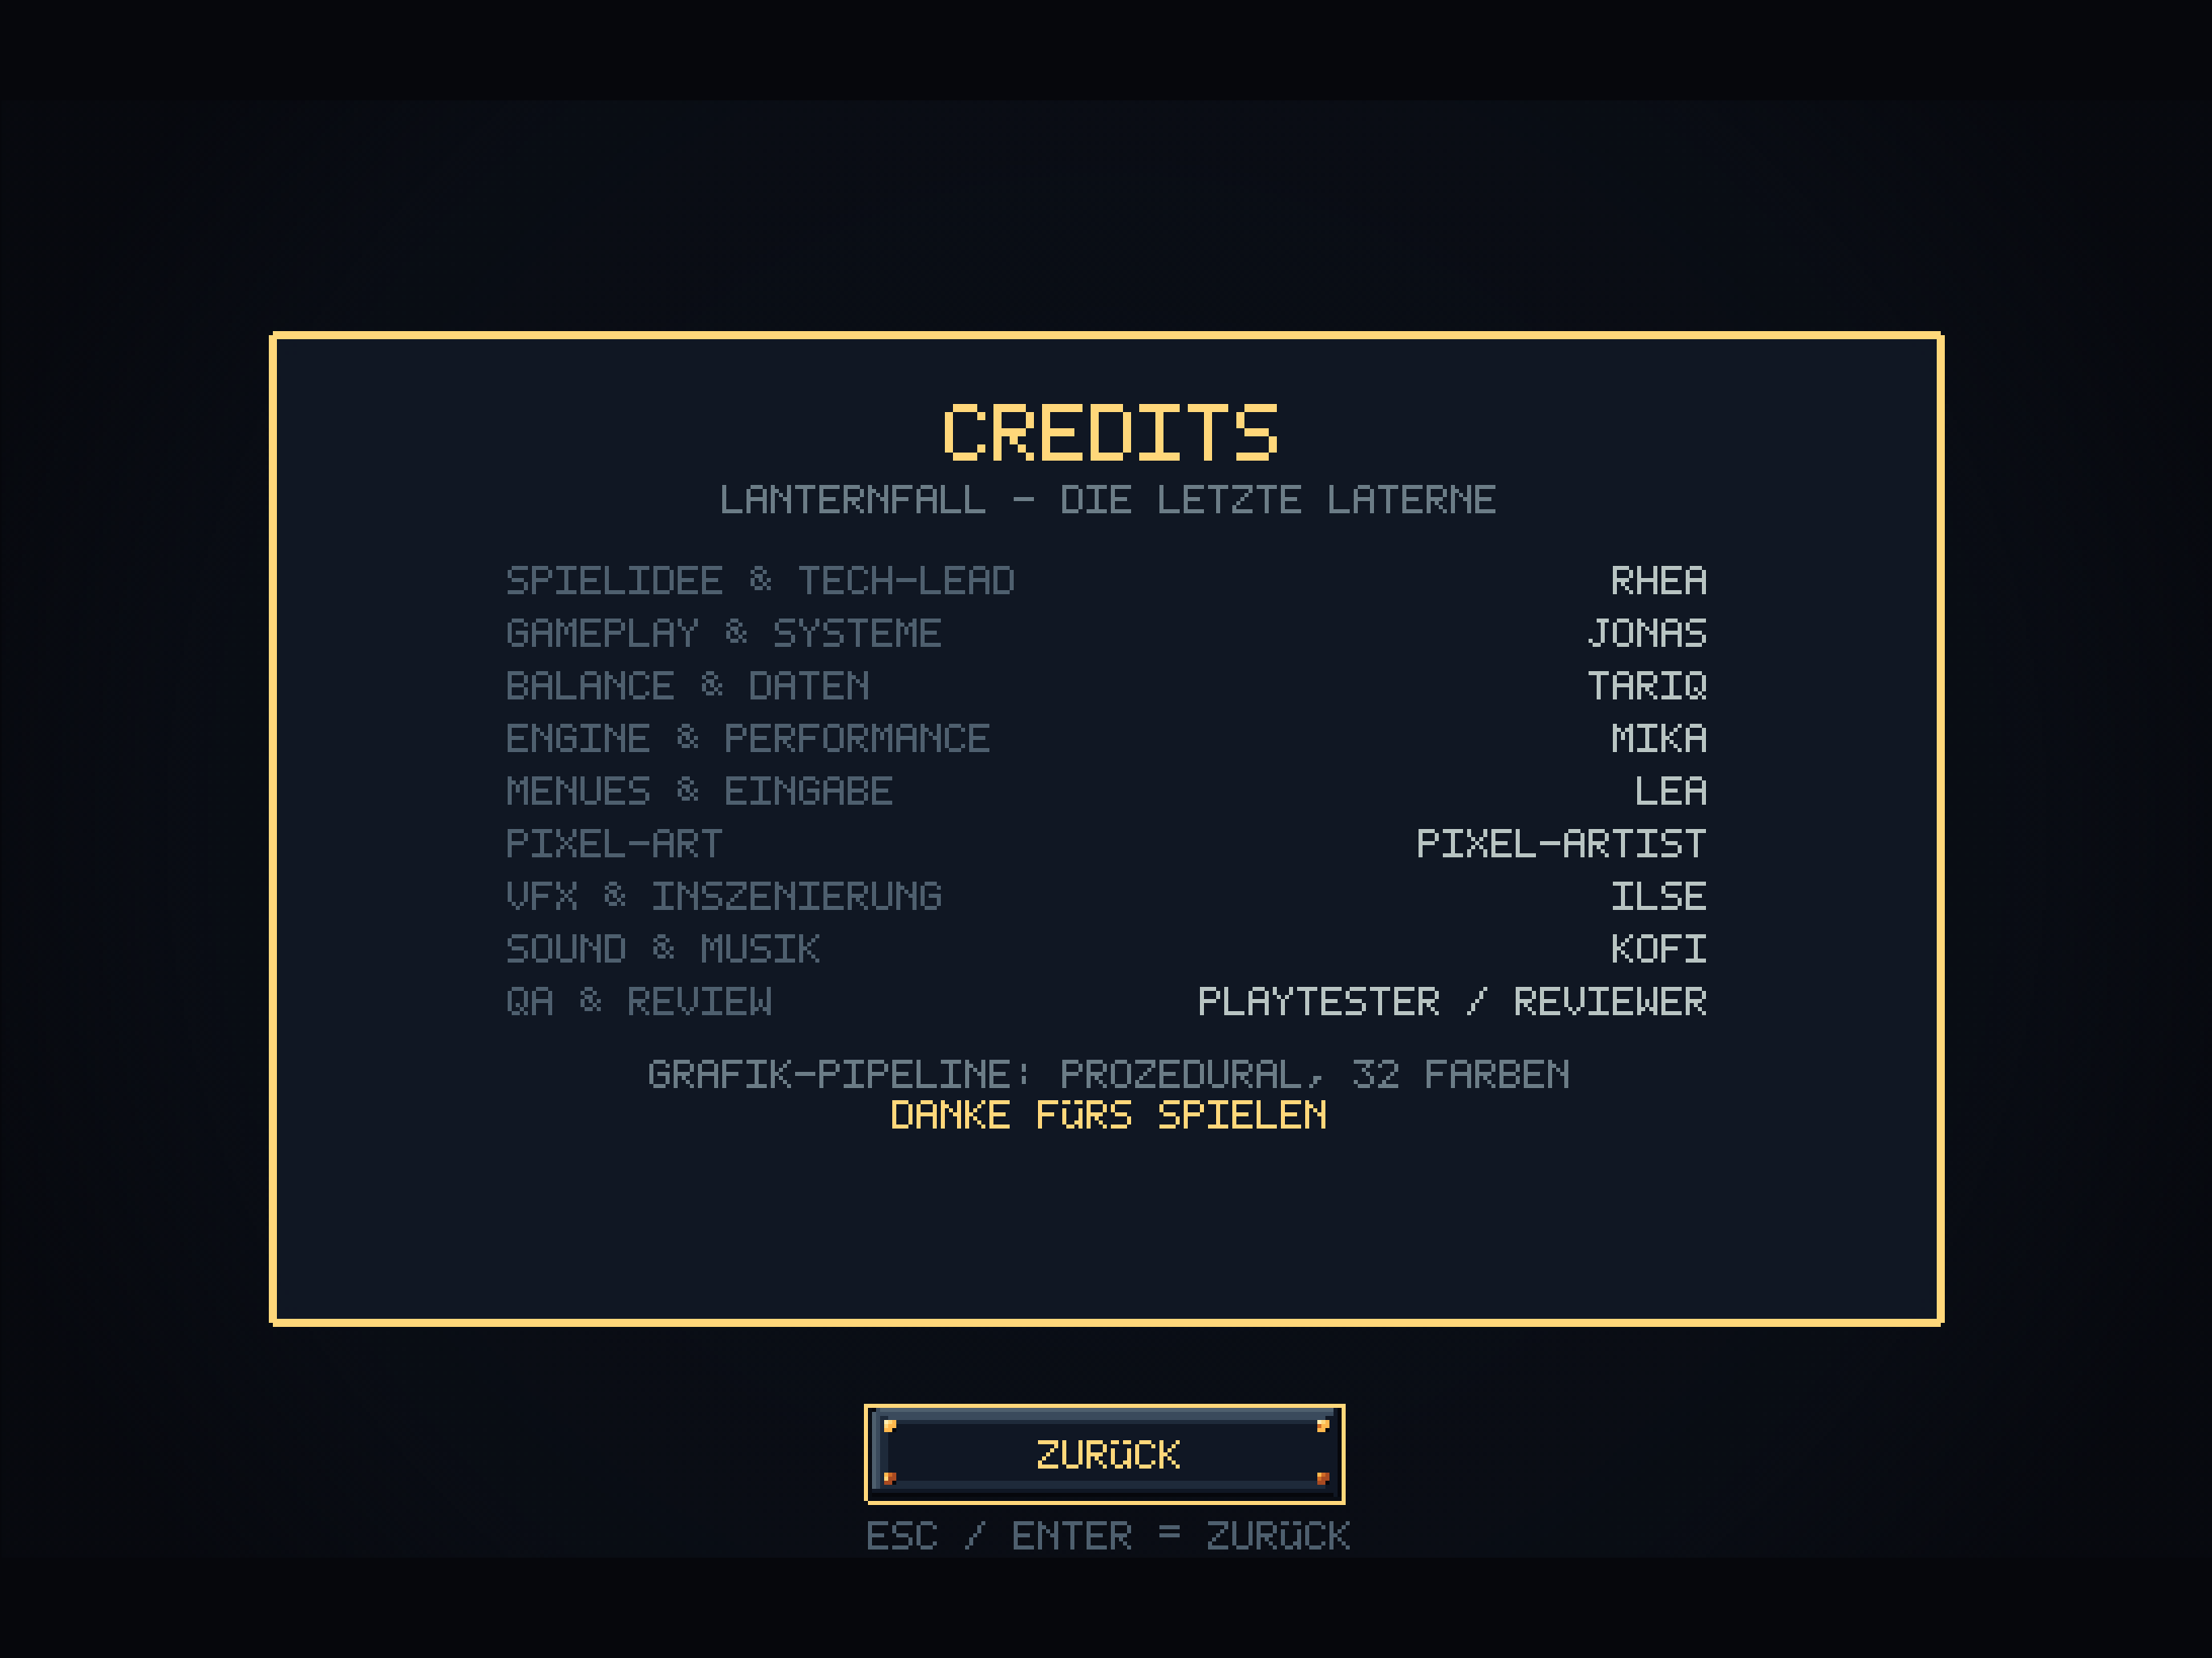 CREDITS
LANTERNFALL - DIE LETZTE LATERNE
SPIELIDEE & TECH-LEAD RHEA
GAMEPLAY & SYSTEME JONAS
BALANCE & DATEN TARIQ
ENGINE & PERFORMANCE MIKA
MENUES & EINGABE LEA
PIXEL-ART PIXEL-ARTIST
VFX & INSZENIERUNG ILSE
SOUND & MUSIK KOFI
QA & REVIEW PLAYTESTER / REVIEWER
GRAFIK-PIPELINE: PROZEDURAL, 32 FARBEN
DANKE FüRS SPIELEN
ZURüCK
ESC / ENTER = ZURüCK